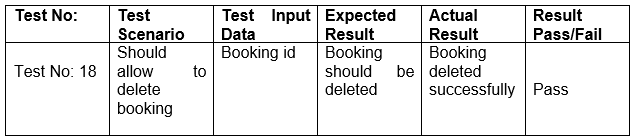 Test No:
Test Scenario
Test Input Data
Expected Result
Actual Result
Result Pass/Fail
Test No: 18
Should allow to delete booking
Booking id
Booking should be deleted
Booking deleted successfully
Pass